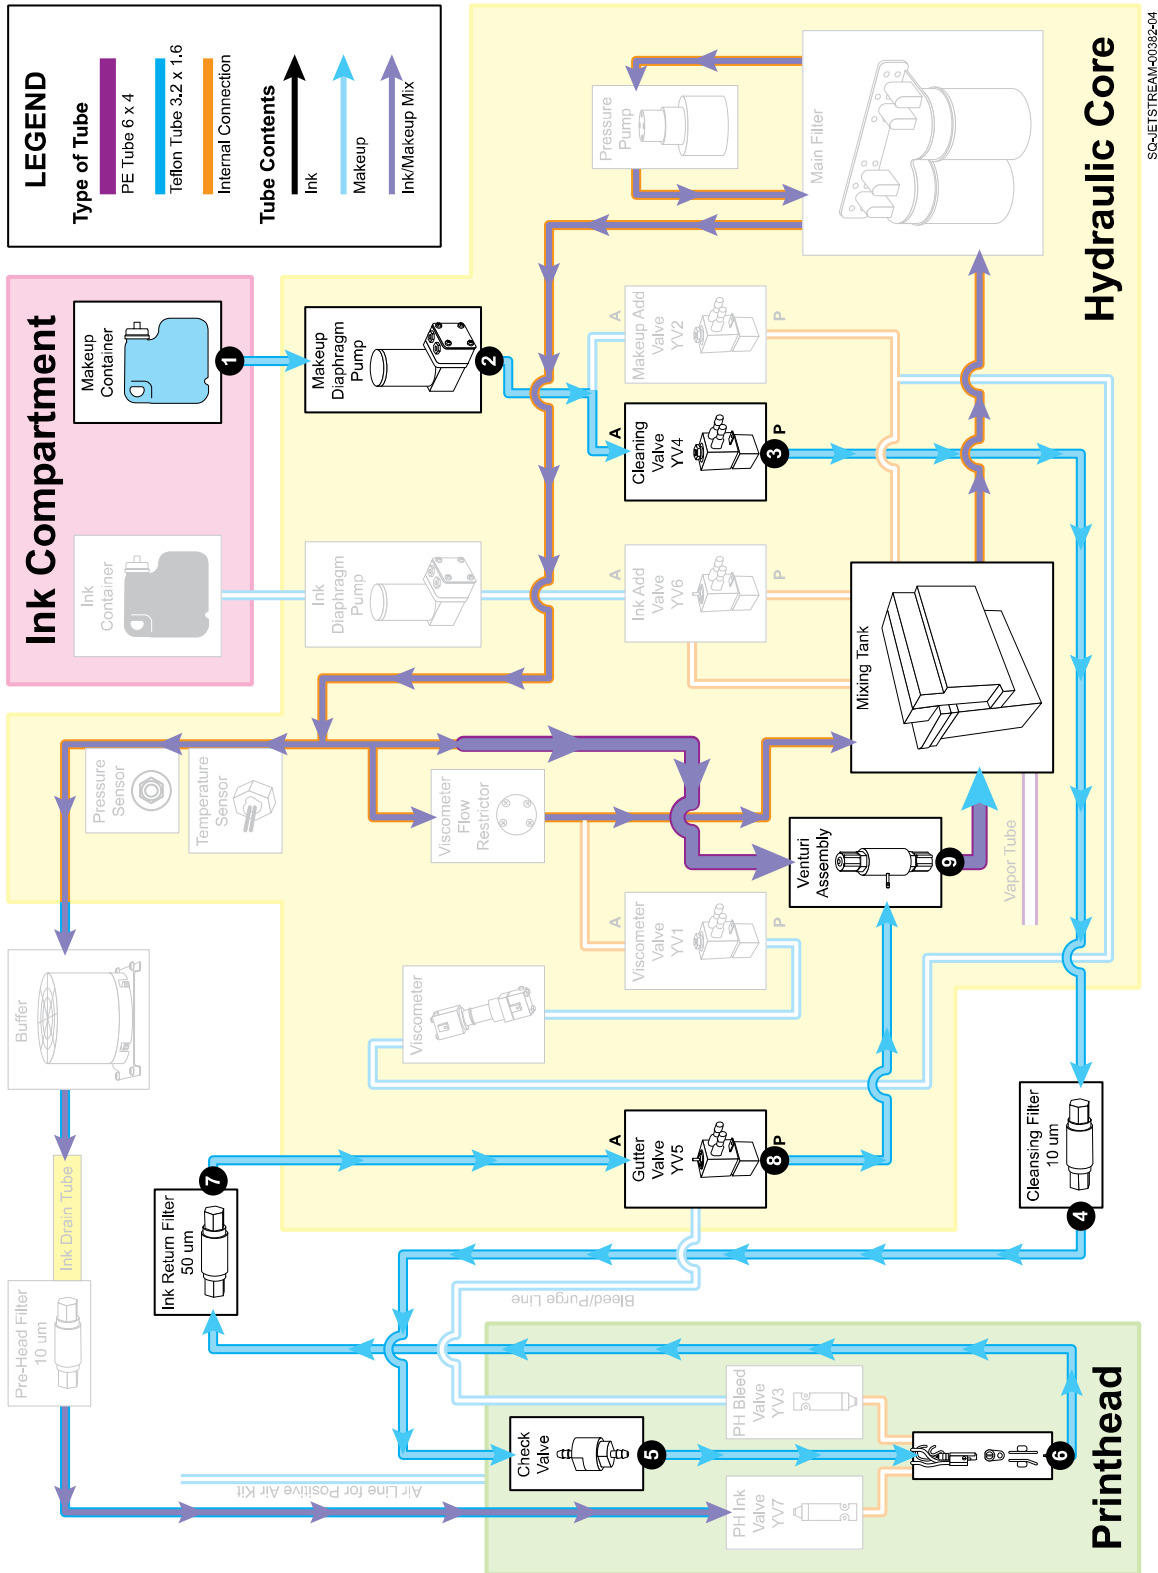 SQ-JETSTREAM-00382-04
LEGEND
Type of Tube
PE Tube 6 x 4
Teflon Tube 3.2 x 1.6
Internal Connection
Tube Contents
Ink
Makeup
Ink/Makeup Mix
Ink Compartment
Makeup
Container
1
Ink
Container
Hydraulic Core
Makeup
Diaphragm
Pump
2
Ink
Diaphragm
Pump
Pressure
Pump
Main Filter
A
Makeup Add
Valve
YV2
P
A
Cleaning
Valve
YV4
P
3
A
Ink Add
Valve
YV6
P
Mixing Tank
Pressure
Sensor
Temperature
Sensor
Viscometer
Flow
Restrictor
Venturi
Assembly
9
Vapor Tube
A
Viscometer
Valve
YV1
P
Viscometer
Buffer
Ink Drain Tube
Pre-Head Filter
10 um
7
Ink Return Filter
50 um
A
Gutter
Valve
YV5
P
8
Cleansing Filter
10 um
4
Bleed/Purge Line
Air Line for Positive Air Kit
Printhead
Check
Valve
5
PH Bleed
Valve
YV3
PH Ink
Valve
YV7
6